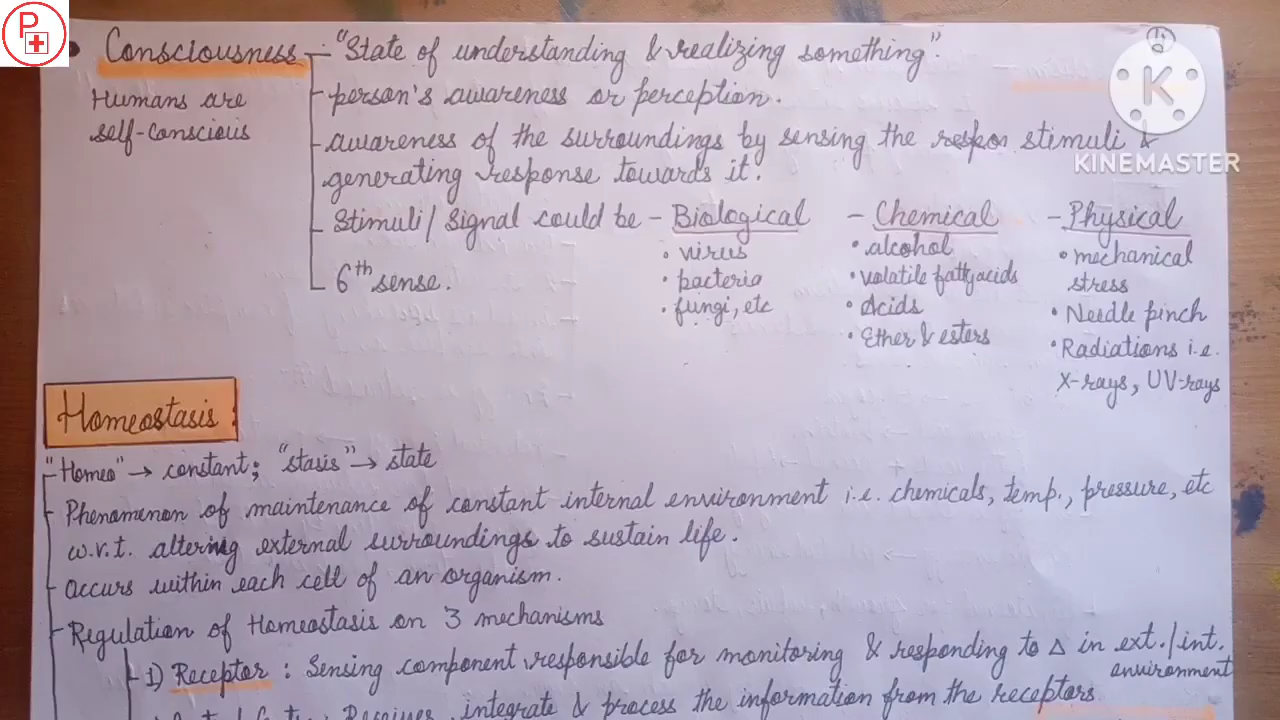 P
• Consciousness – "State of understanding & realizing something".
Humans are
self-conscious
– person's awareness or perception.
– awareness of the surroundings by sensing the respon stimuli &
generating response towards it.
– Stimuli/Signal could be – Biological – Chemical – Physical
• virus
• bacteria
• fungi, etc
• alcohol
• volatile fatty acids
• Acids
• Ether & esters
• mechanical
stress
• Needle pinch
• Radiations i.e.
X-rays, UV-rays
– 6th sense.
K
KINEMASTER
Homeostasis:
– "Homeo" → constant; "stasis" → state
– Phenomenon of maintenance of constant internal environment i.e. chemicals, temp., pressure, etc
w.r.t. altering external surroundings to sustain life.
– Occurs within each cell of an organism.
– Regulation of Homeostasis on 3 mechanisms
– 1) Receptor : Sensing component responsible for monitoring & responding to Δ in ext./int.
environment
Receives, integrate & process the information from the receptors